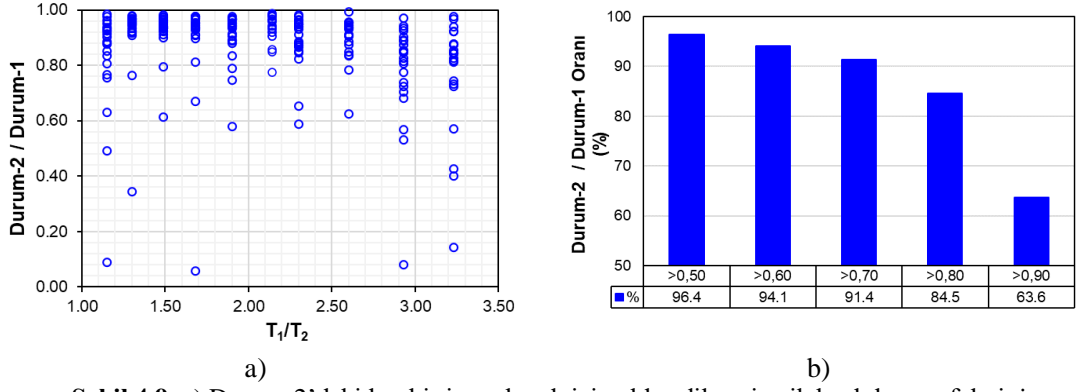 1.00
0.80
0.60
0.40
0.20
0.00
Durum-2 / Durum-1
1.00 1.50 2.00 2.50 3.00 3.50
T₁/T₂
a)
100
90
80
70
60
50
Durum-2 / Durum-1 Oranı
(%)
>0,50 >0,60 >0,70 >0,80 >0,90
% 96.4 94.1 91.4 84.5 63.6
b)